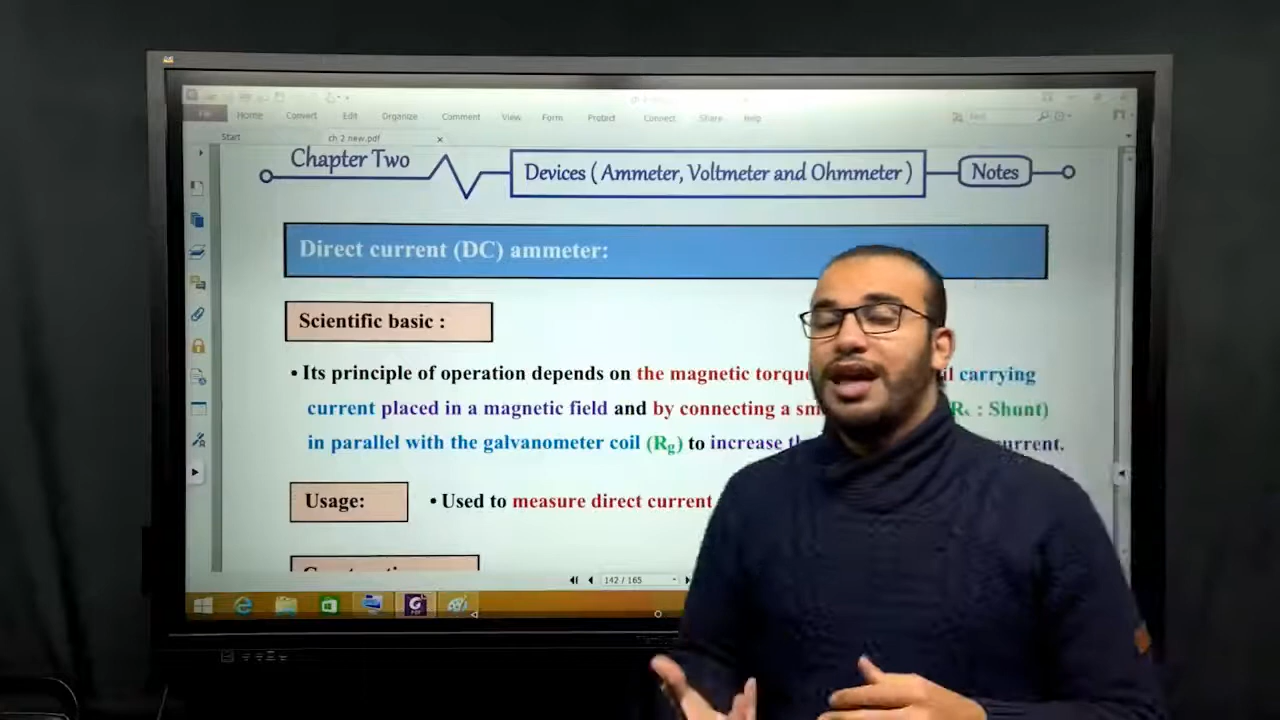 Home Convert Edit Organize Comment View Form Protect Connect Share Help
Start
ch 2 new.pdf
Chapter Two
Devices ( Ammeter, Voltmeter and Ohmmeter )
Notes
Direct current (DC) ammeter:
Scientific basic :
• Its principle of operation depends on the magnetic torqu carrying
current placed in a magnetic field and by connecting a sm : Shunt)
in parallel with the galvanometer coil (Rg) to increase urrent.
Usage:
• Used to measure direct current
142 / 165